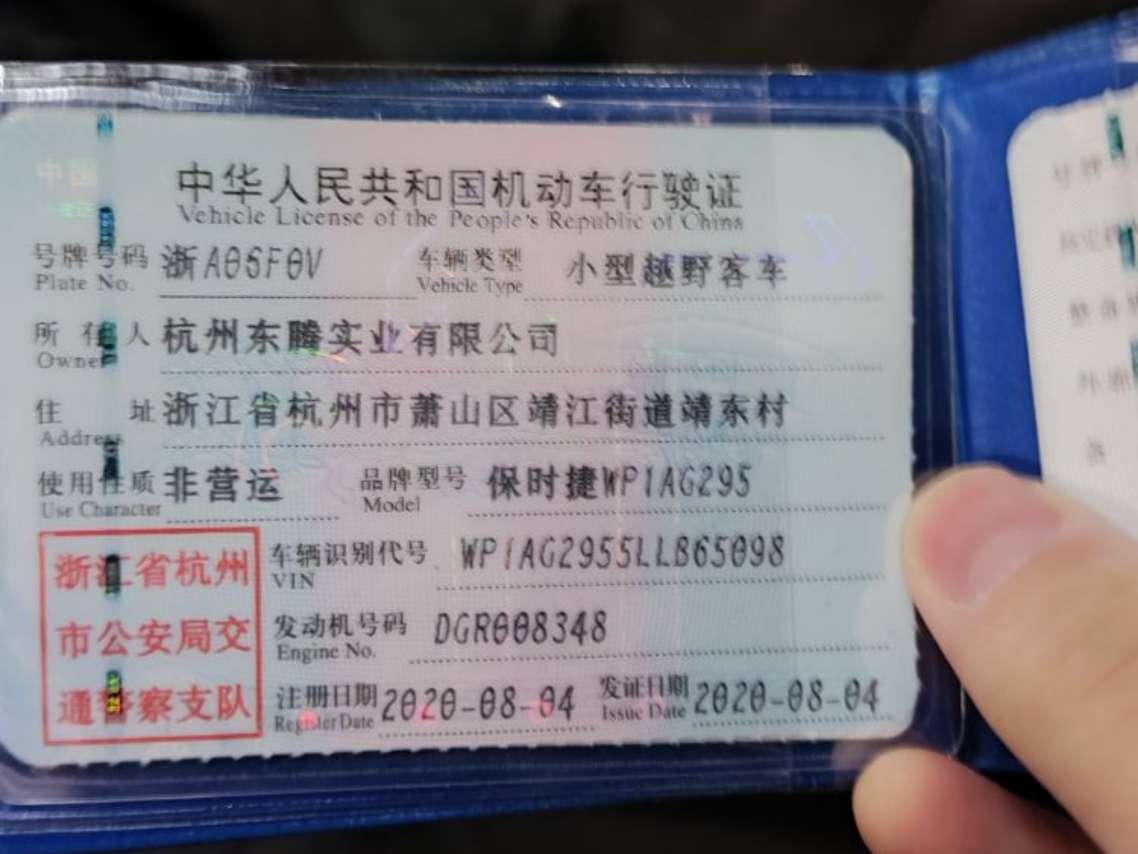 中华人民共和国机动车行驶证
Vehicle License of the People's Republic of China
号牌号码 浙A06F0V 车辆类型 小型越野客车
Plate No. Vehicle Type
所有人 杭州东腾实业有限公司
Owner
住址 浙江省杭州市萧山区靖江街道靖东村
Address
使用性质 非营运 品牌型号 保时捷WP1AG295
Use Character Model
浙江省杭州
市公安局交
通警察支队
车辆识别代号 WP1AG2955LLB65098
VIN
发动机号码 DGR008348
Engine No.
注册日期 2020-08-04 发证日期 2020-08-04
Register Date Issue Date